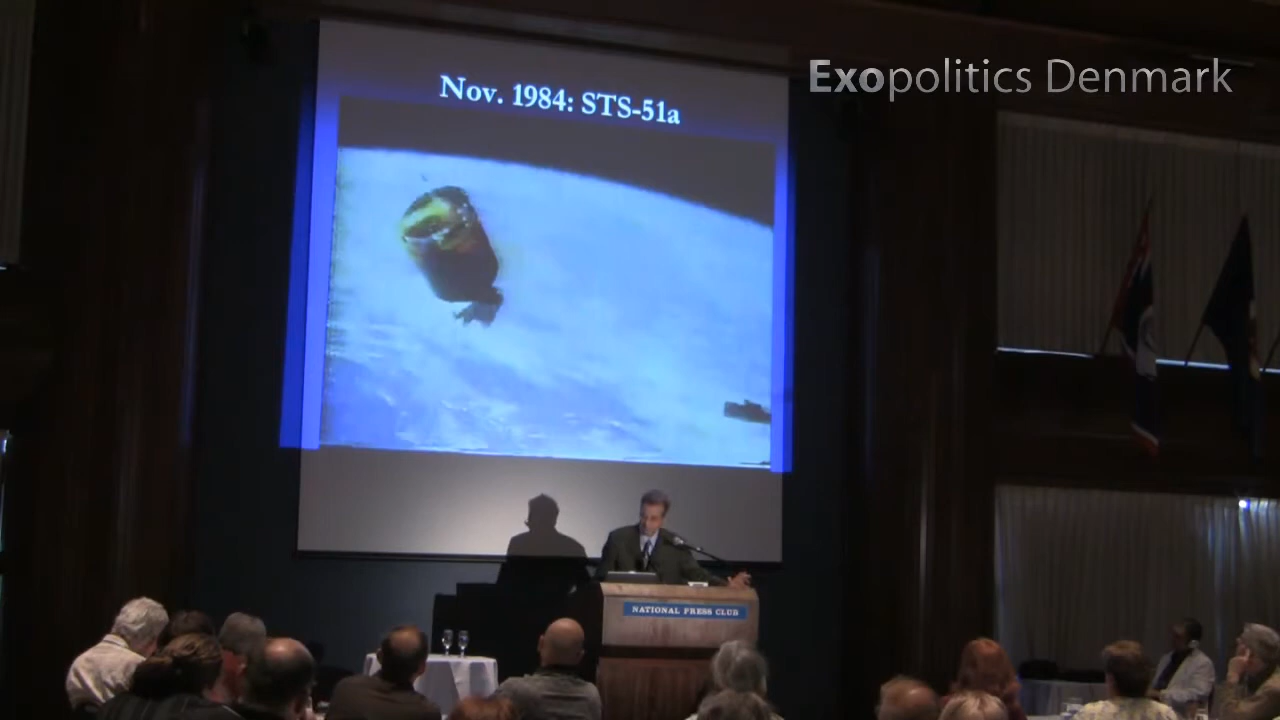 Exopolitics Denmark
Nov. 1984: STS-51a
NATIONAL PRESS CLUB